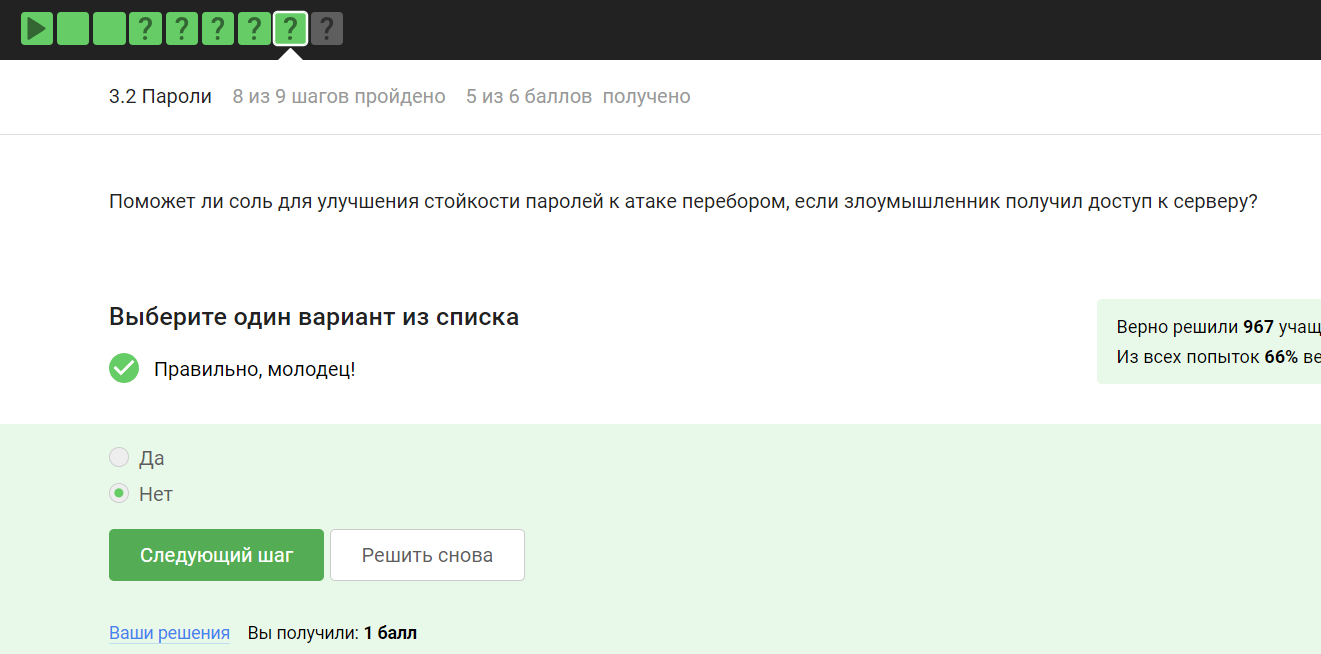 ? ? ? ? ? ?
3.2 Пароли 8 из 9 шагов пройдено 5 из 6 баллов получено
Поможет ли соль для улучшения стойкости паролей к атаке перебором, если злоумышленник получил доступ к серверу?
Выберите один вариант из списка
Верно решили 967 учащ
Из всех попыток 66% ве
Правильно, молодец!
Да
Нет
Следующий шаг Решить снова
Ваши решения Вы получили: 1 балл